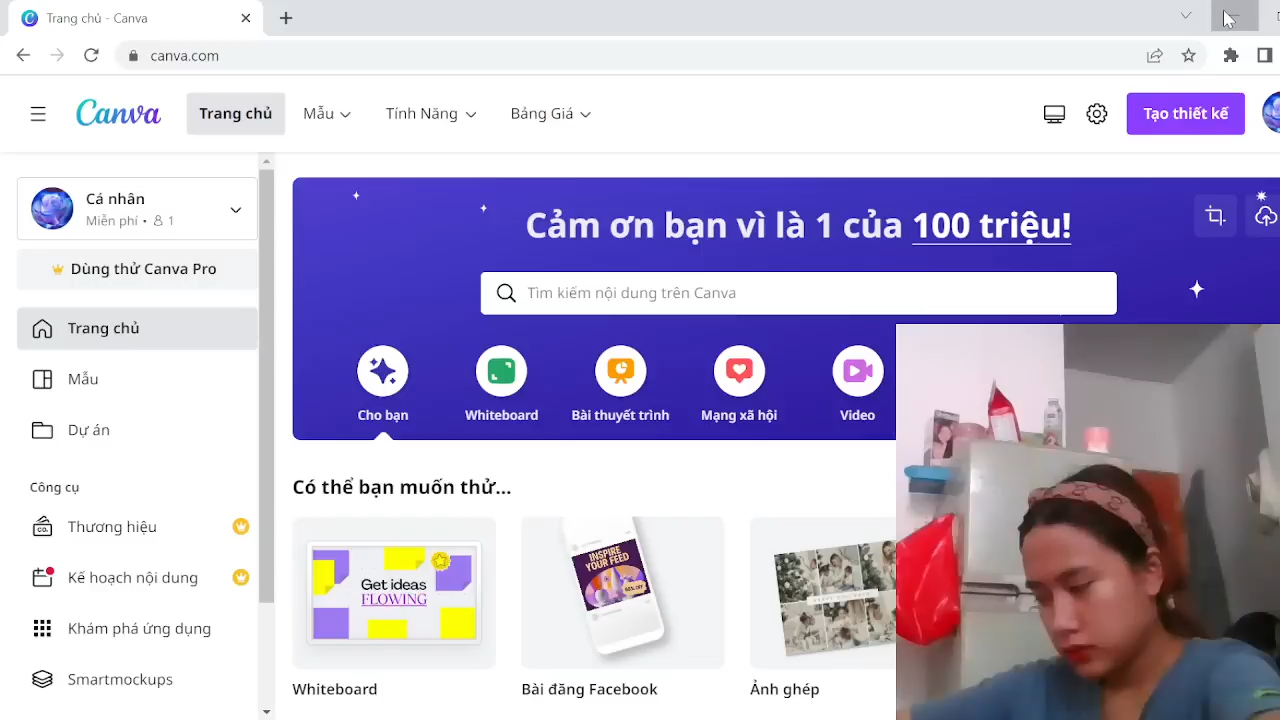 Trang chủ - Canva
canva.com
Canva
Trang chủ
Mẫu
Tính Năng
Bảng Giá
Tạo thiết kế
Cá nhân
Miễn phí • 1
Dùng thử Canva Pro
Trang chủ
Mẫu
Dự án
Công cụ
Thương hiệu
Kế hoạch nội dung
Khám phá ứng dụng
Smartmockups
Cảm ơn bạn vì là 1 của 100 triệu!
Tìm kiếm nội dung trên Canva
Cho bạn
Whiteboard
Bài thuyết trình
Mạng xã hội
Video
Có thể bạn muốn thử...
Get ideas
FLOWING
INSPIRE
YOUR FEED
Whiteboard
Bài đăng Facebook
Ảnh ghép